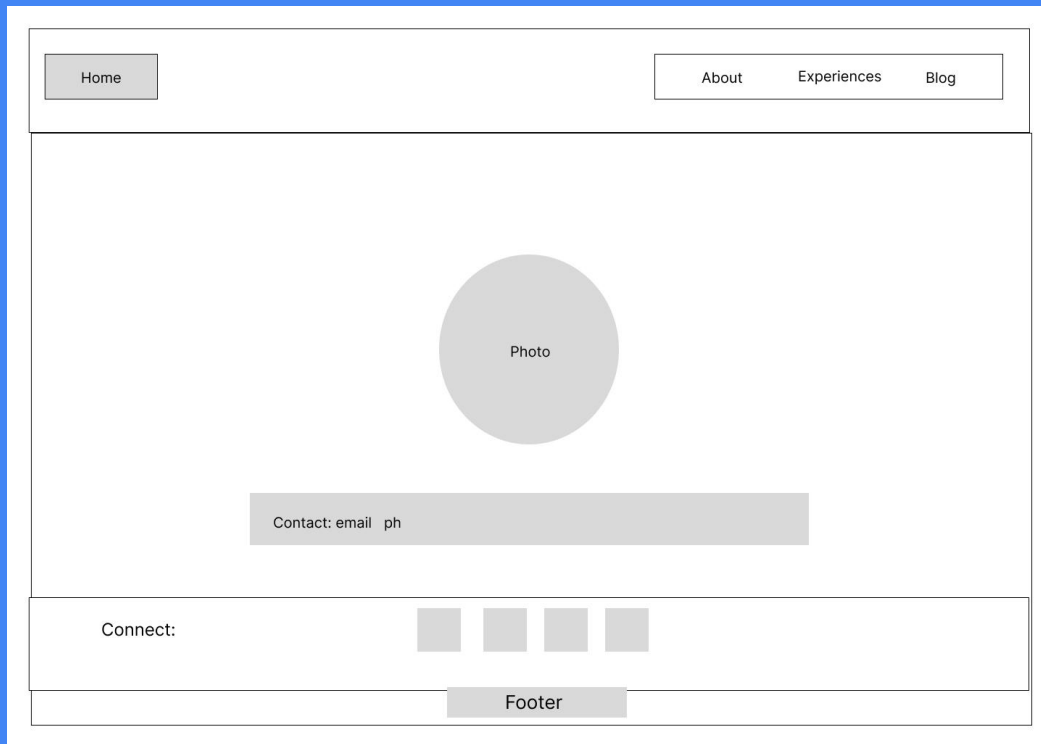 Home
About Experiences Blog
Photo
Contact: email ph
Connect:
Footer